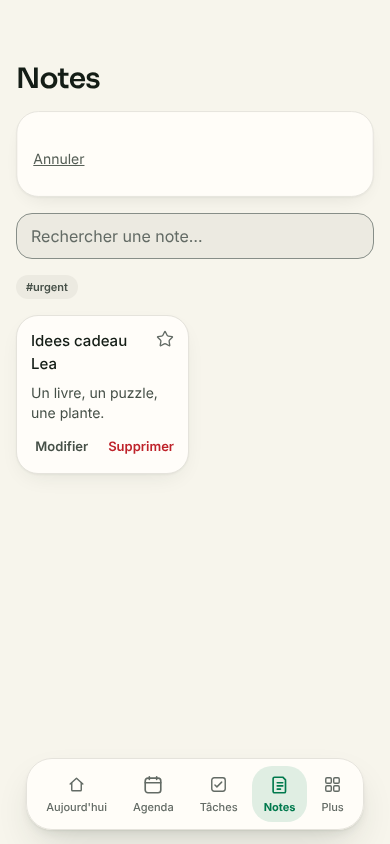 Notes
Annuler
Rechercher une note...
#urgent
Idees cadeau
Lea
Un livre, un puzzle,
une plante.
Modifier Supprimer
Aujourd'hui Agenda Tâches Notes Plus